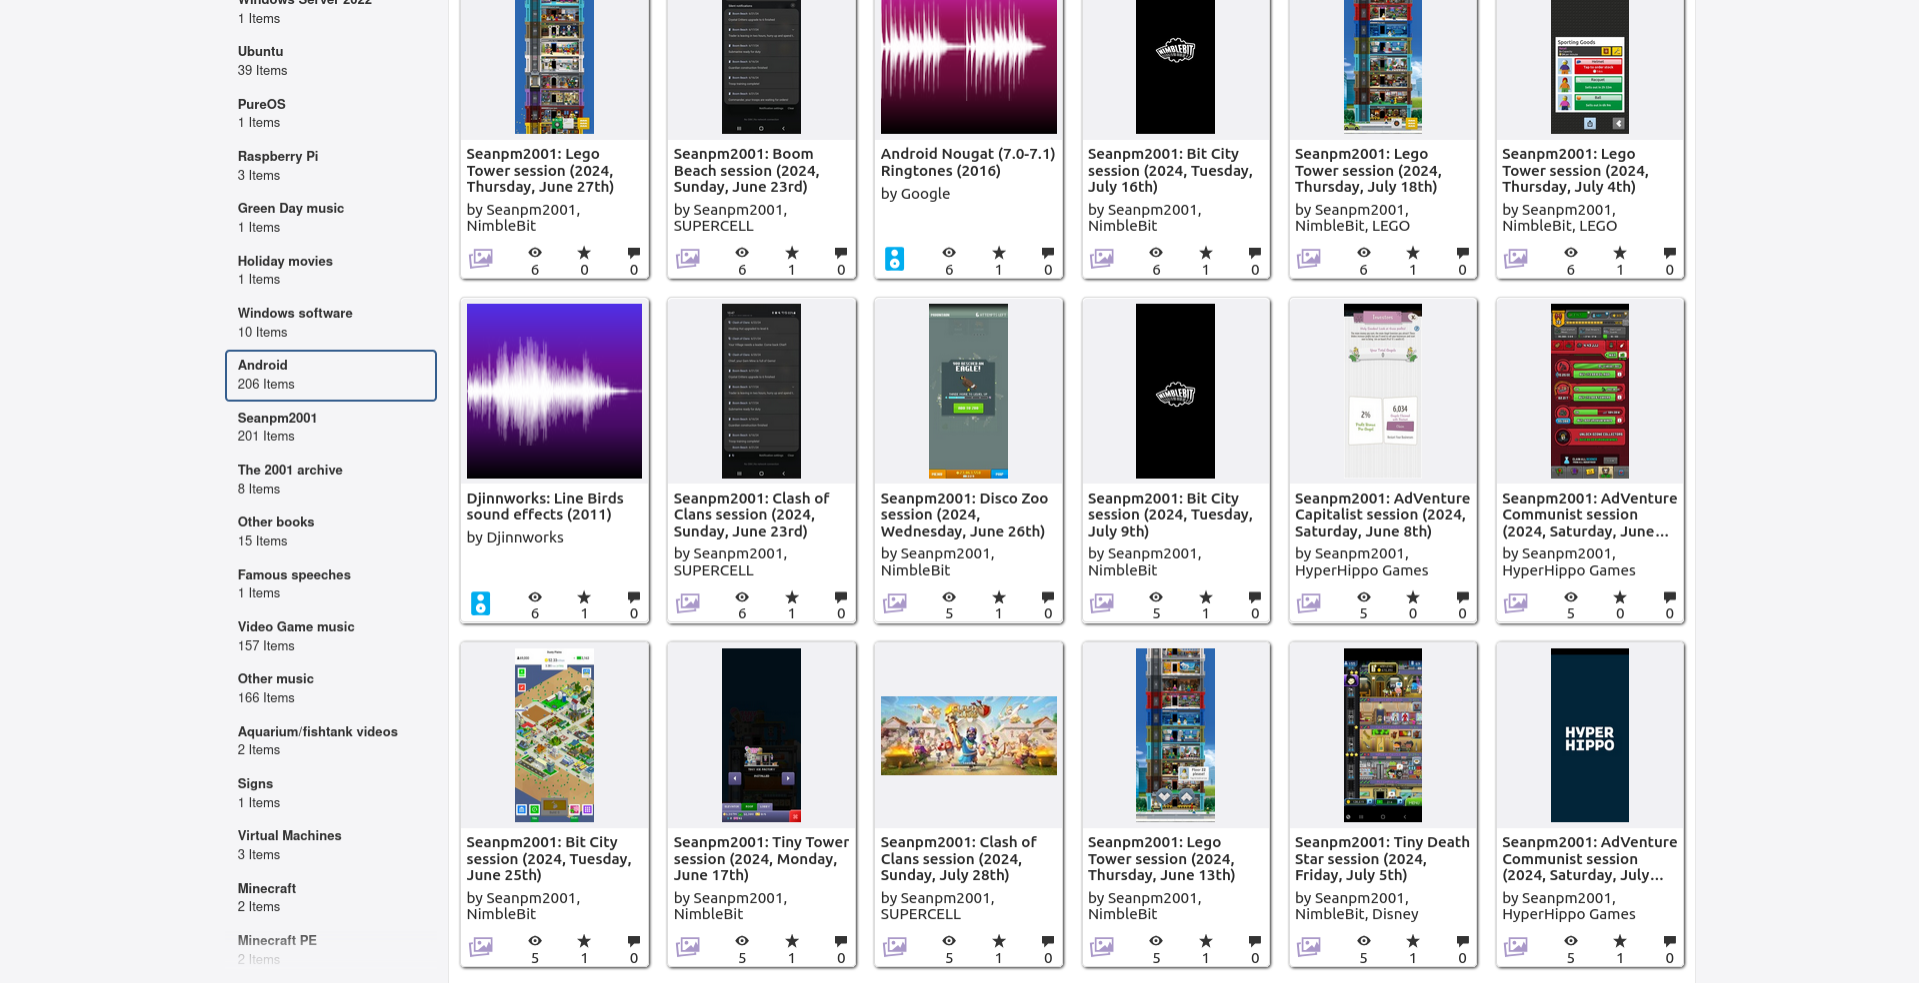 Windows Server 2022
1 Items
Ubuntu
39 Items
PureOS
1 Items
Raspberry Pi
3 Items
Green Day music
1 Items
Holiday movies
1 Items
Windows software
10 Items
Android
206 Items
Seanpm2001
201 Items
The 2001 archive
8 Items
Other books
15 Items
Famous speeches
1 Items
Video Game music
157 Items
Other music
166 Items
Aquarium/fishtank videos
2 Items
Signs
1 Items
Virtual Machines
3 Items
Minecraft
2 Items
Minecraft PE
2 Items
Seanpm2001: Lego
Tower session (2024,
Thursday, June 27th)
by Seanpm2001,
NimbleBit
6
0
0
Seanpm2001: Boom
Beach session (2024,
Sunday, June 23rd)
by Seanpm2001,
SUPERCELL
6
1
0
Android Nougat (7.0-7.1)
Ringtones (2016)
by Google
6
1
0
NIMBLEBIT
Seanpm2001: Bit City
session (2024, Tuesday,
July 16th)
by Seanpm2001,
NimbleBit
6
1
0
Seanpm2001: Lego
Tower session (2024,
Thursday, July 18th)
by Seanpm2001,
NimbleBit, LEGO
6
1
0
Sporting Goods
Seanpm2001: Lego
Tower session (2024,
Thursday, July 4th)
by Seanpm2001,
NimbleBit, LEGO
6
1
0
Djinnworks: Line Birds
sound effects (2011)
by Djinnworks
6
1
0
Seanpm2001: Clash of
Clans session (2024,
Sunday, June 23rd)
by Seanpm2001,
SUPERCELL
6
1
0
EAGLE!
Seanpm2001: Disco Zoo
session (2024,
Wednesday, June 26th)
by Seanpm2001,
NimbleBit
5
1
0
NIMBLEBIT
Seanpm2001: Bit City
session (2024, Tuesday,
July 9th)
by Seanpm2001,
NimbleBit
5
1
0
2%
6,034
Seanpm2001: AdVenture
Capitalist session (2024,
Saturday, June 8th)
by Seanpm2001,
HyperHippo Games
5
0
0
Seanpm2001: AdVenture
Communist session
(2024, Saturday, June...
by Seanpm2001,
HyperHippo Games
5
0
0
Seanpm2001: Bit City
session (2024, Tuesday,
June 25th)
by Seanpm2001,
NimbleBit
5
1
0
Seanpm2001: Tiny Tower
session (2024, Monday,
June 17th)
by Seanpm2001,
NimbleBit
5
1
0
Seanpm2001: Clash of
Clans session (2024,
Sunday, July 28th)
by Seanpm2001,
SUPERCELL
5
1
0
Seanpm2001: Lego
Tower session (2024,
Thursday, June 13th)
by Seanpm2001,
NimbleBit
5
1
0
Seanpm2001: Tiny Death
Star session (2024,
Friday, July 5th)
by Seanpm2001,
NimbleBit, Disney
5
1
0
HYPER
HIPPO
Seanpm2001: AdVenture
Communist session
(2024, Saturday, July...
by Seanpm2001,
HyperHippo Games
5
1
0